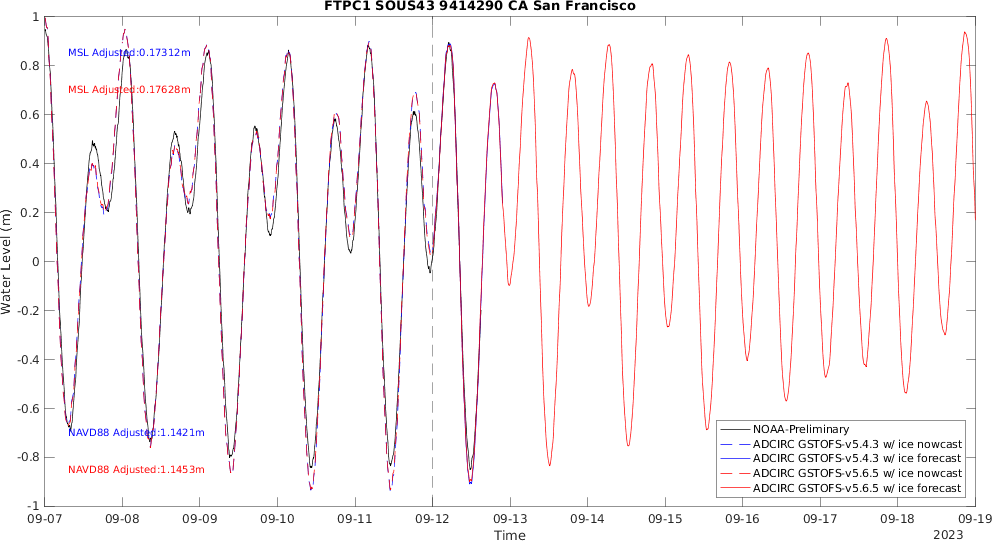 FTPC1 SOUS43 9414290 CA San Francisco
MSL Adjusted:0.17312m
MSL Adjusted:0.17628m
NAVD88 Adjusted:1.1421m
NAVD88 Adjusted:1.1453m
Water Level (m)
1
0.8
0.6
0.4
0.2
0
-0.2
-0.4
-0.6
-0.8
-1
NOAA-Preliminary
ADCIRC GSTOFS-v5.4.3 w/ ice nowcast
ADCIRC GSTOFS-v5.4.3 w/ ice forecast
ADCIRC GSTOFS-v5.6.5 w/ ice nowcast
ADCIRC GSTOFS-v5.6.5 w/ ice forecast
09-07 09-08 09-09 09-10 09-11 09-12 09-13 09-14 09-15 09-16 09-17 09-18 09-19
Time
2023